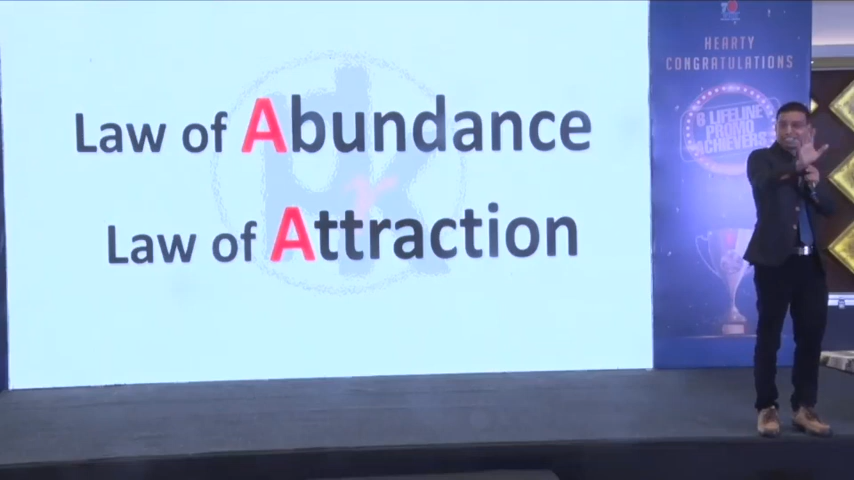 Law of Abundance
Law of Attraction
HEARTY
CONGRATULATIONS
6 LIFELINE
PROMO
ACHIEVERS